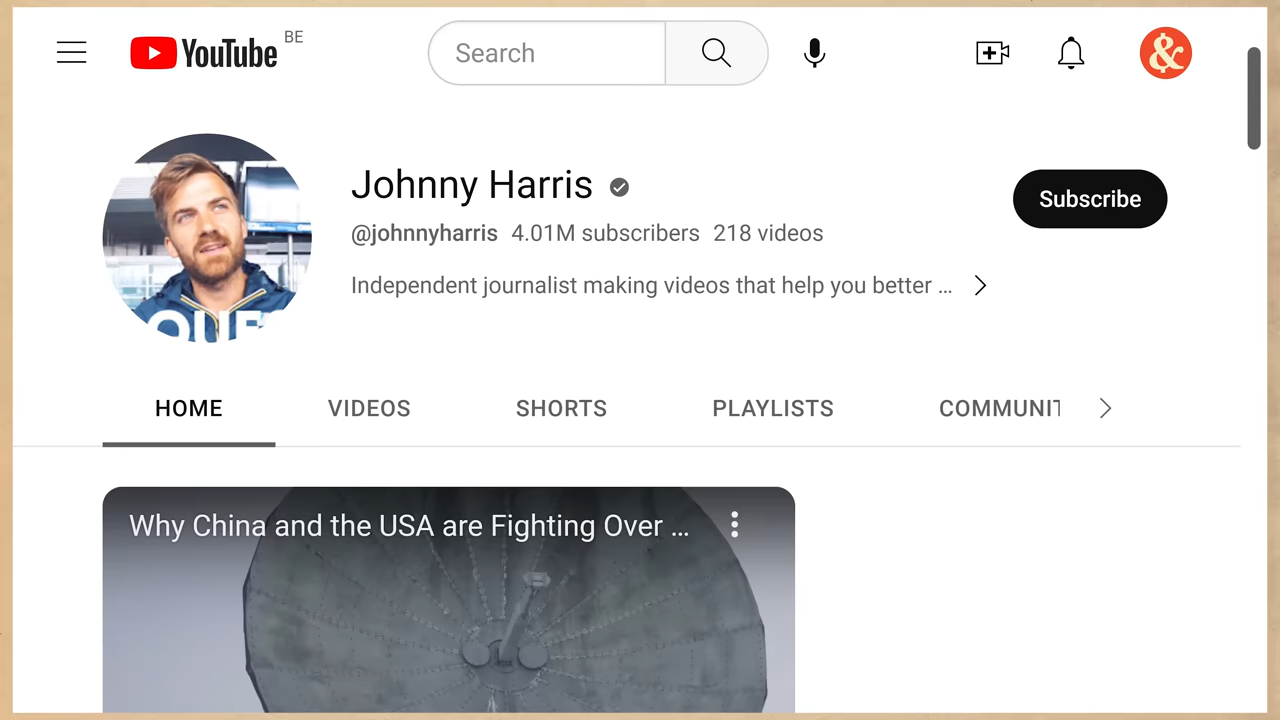 YouTube BE
Search
&
Johnny Harris
Subscribe
@johnnyharris 4.01M subscribers 218 videos
Independent journalist making videos that help you better ...
HOME VIDEOS SHORTS PLAYLISTS COMMUNIT
Why China and the USA are Fighting Over ...